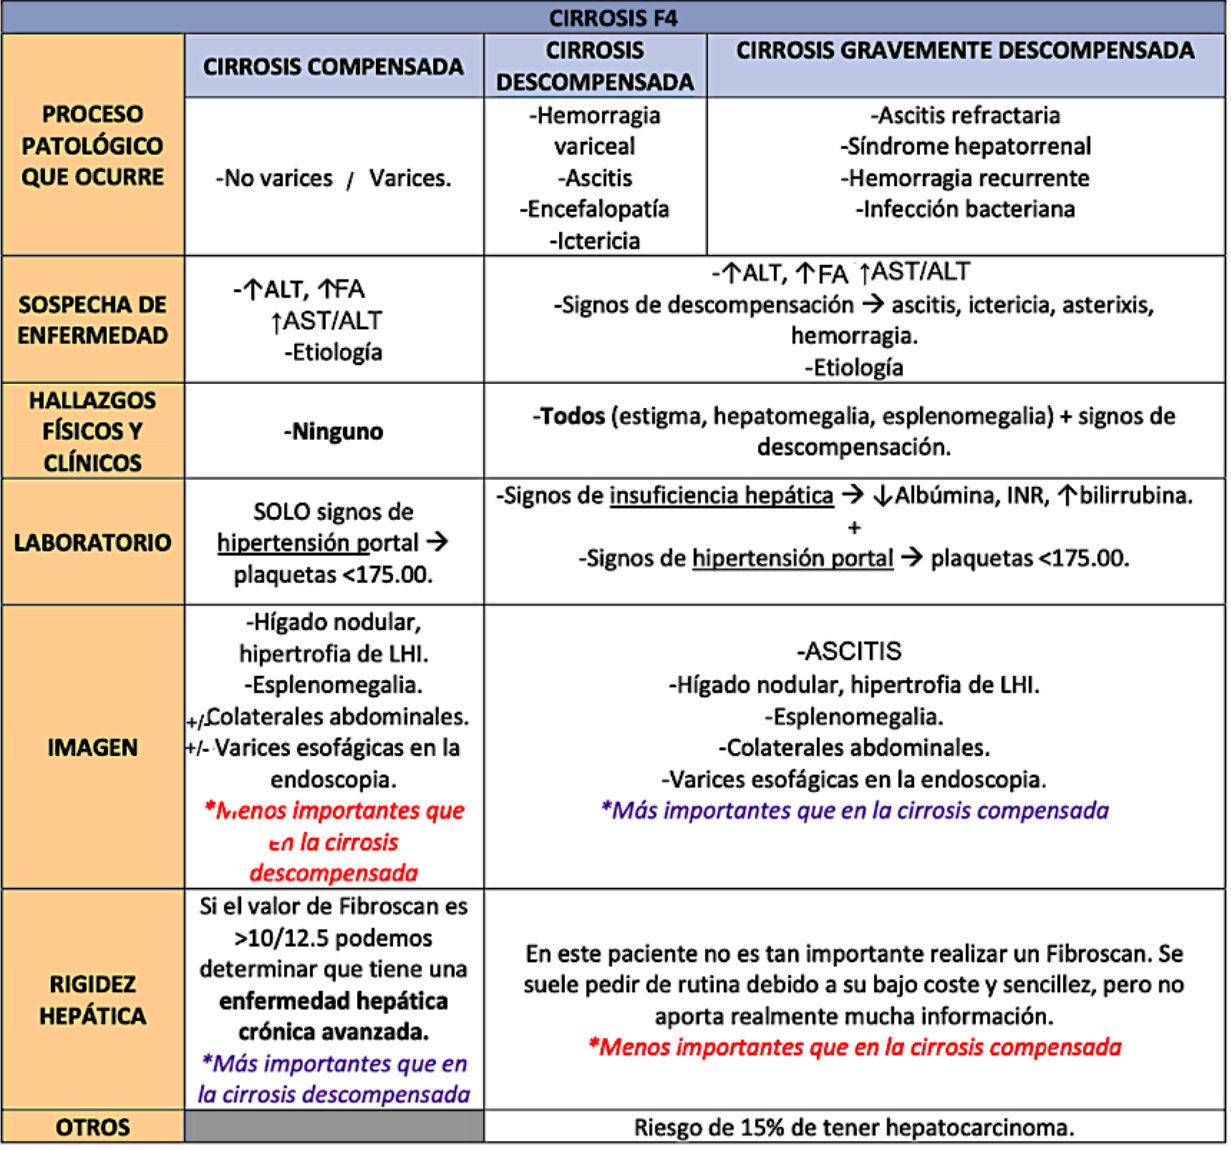 CIRROSIS F4
PROCESO
PATOLÓGICO
QUE OCURRE
CIRROSIS COMPENSADA
CIRROSIS
DESCOMPENSADA
CIRROSIS GRAVEMENTE DESCOMPENSADA
-No varices / Varices.
-Hemorragia
variceal
-Ascitis
-Encefalopatía
-Ictericia
-Ascitis refractaria
-Síndrome hepatorrenal
-Hemorragia recurrente
-Infección bacteriana
SOSPECHA DE
ENFERMEDAD
-↑ALT, ↑FA
↑AST/ALT
-Etiología
-↑ALT, ↑FA ↑AST/ALT
-Signos de descompensación → ascitis, ictericia, asterixis,
hemorragia.
-Etiología
HALLAZGOS
FÍSICOS Y
CLÍNICOS
-Ninguno
-Todos (estigma, hepatomegalia, esplenomegalia) + signos de
descompensación.
LABORATORIO
SOLO signos de
hipertensión portal →
plaquetas <175.00.
-Signos de insuficiencia hepática → ↓Albúmina, INR, ↑bilirrubina.
+
-Signos de hipertensión portal → plaquetas <175.00.
IMAGEN
-Hígado nodular,
hipertrofia de LHI.
-Esplenomegalia.
+/-Colaterales abdominales.
+/- Varices esofágicas en la
endoscopia.
*Menos importantes que
en la cirrosis
descompensada
-ASCITIS
-Hígado nodular, hipertrofia de LHI.
-Esplenomegalia.
-Colaterales abdominales.
-Varices esofágicas en la endoscopia.
*Más importantes que en la cirrosis compensada
RIGIDEZ
HEPÁTICA
Si el valor de Fibroscan es
>10/12.5 podemos
determinar que tiene una
enfermedad hepática
crónica avanzada.
*Más importantes que en
la cirrosis descompensada
En este paciente no es tan importante realizar un Fibroscan. Se
suele pedir de rutina debido a su bajo coste y sencillez, pero no
aporta realmente mucha información.
*Menos importantes que en la cirrosis compensada
OTROS
Riesgo de 15% de tener hepatocarcinoma.